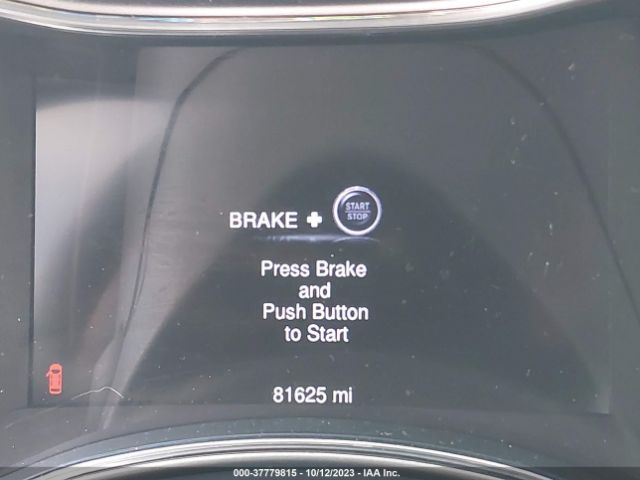 START
STOP
BRAKE +
Press Brake
and
Push Button
to Start
81625 mi
000-37779815 - 10/12/2023 - IAA Inc.